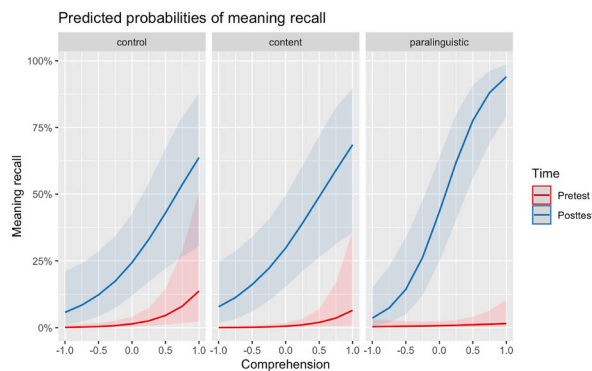 Predicted probabilities of meaning recall
control content paralinguistic
100%
75%
50%
25%
0%
Meaning recall
-1.0 -0.5 0.0 0.5 1.0 -1.0 -0.5 0.0 0.5 1.0 -1.0 -0.5 0.0 0.5 1.0
Comprehension
Time
Pretest
Posttes